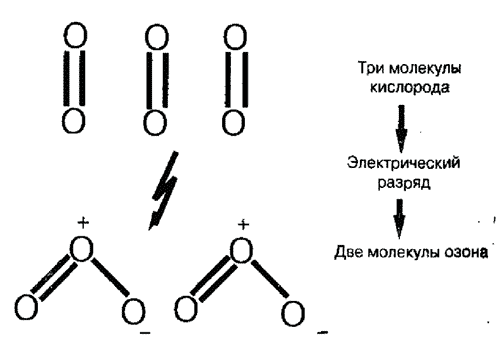 O O O
O O O
Три молекулы
кислорода
Электрический
разряд
+ +
O O
O O O O
− −
Две молекулы озона